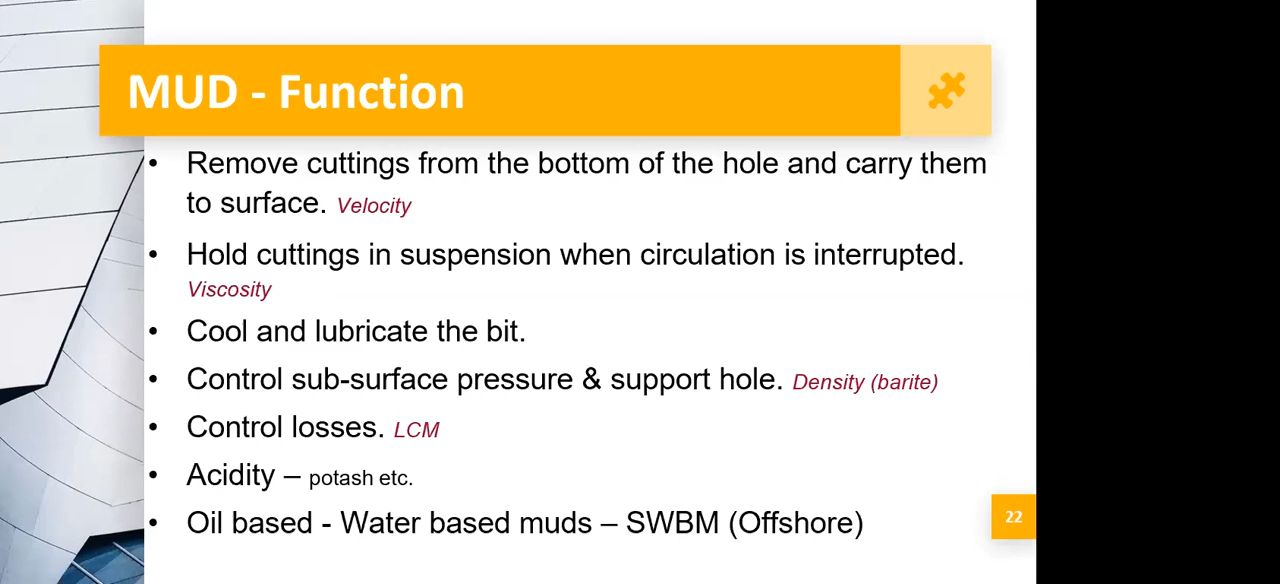 MUD - Function
• Remove cuttings from the bottom of the hole and carry them
to surface. Velocity
• Hold cuttings in suspension when circulation is interrupted.
Viscosity
• Cool and lubricate the bit.
• Control sub-surface pressure & support hole. Density (barite)
• Control losses. LCM
• Acidity – potash etc.
• Oil based - Water based muds – SWBM (Offshore)
22